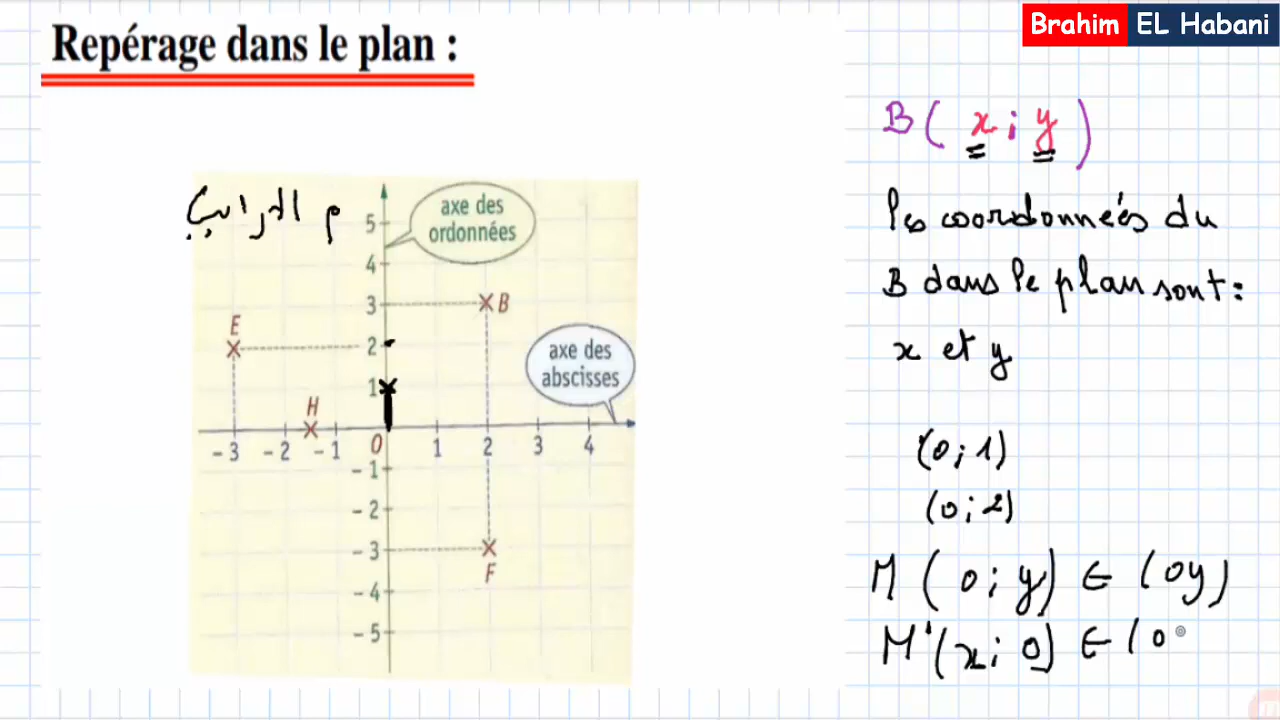 Brahim EL Habani
Repérage dans le plan :
B( x ; y )
les coordonnées du
B dans le plan sont :
x et y
(0 ; 1)
(0 ; 2)
M (0 ; y) ∈ (oy)
M'(x ; 0) ∈ (o
م الاراتيب
axe des
ordonnées
5
4
3
B
E
2
axe des
abscisses
1
H
-3 -2 -1 O 1 2 3 4
-1
-2
-3
F
-4
-5